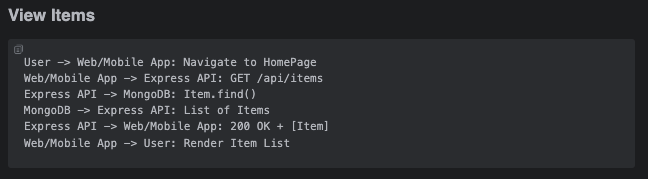 View Items
User -> Web/Mobile App: Navigate to HomePage
Web/Mobile App -> Express API: GET /api/items
Express API -> MongoDB: Item.find()
MongoDB -> Express API: List of Items
Express API -> Web/Mobile App: 200 OK + [Item]
Web/Mobile App -> User: Render Item List